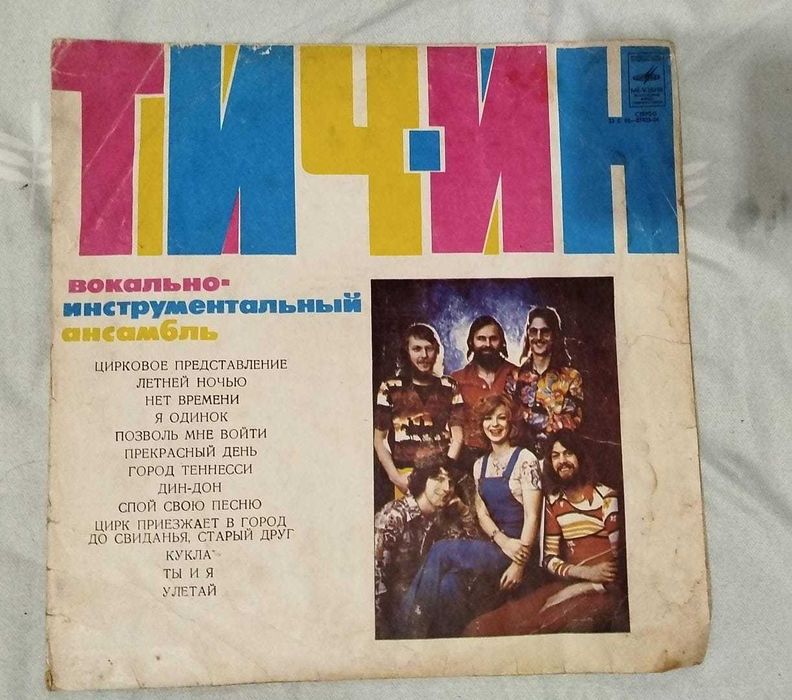 ТИЧ-ИН
СТЕРЕО
вокально-
инструментальный
ансамбль
ЦИРКОВОЕ ПРЕДСТАВЛЕНИЕ
ЛЕТНЕЙ НОЧЬЮ
НЕТ ВРЕМЕНИ
Я ОДИНОК
ПОЗВОЛЬ МНЕ ВОЙТИ
ПРЕКРАСНЫЙ ДЕНЬ
ГОРОД ТЕННЕССИ
ДИН-ДОН
СПОЙ СВОЮ ПЕСНЮ
ЦИРК ПРИЕЗЖАЕТ В ГОРОД
ДО СВИДАНЬЯ, СТАРЫЙ ДРУГ
КУКЛА
ТЫ И Я
УЛЕТАЙ